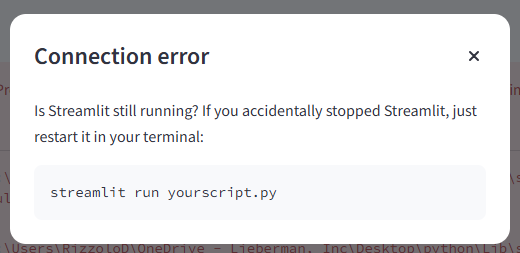 Connection error
Is Streamlit still running? If you accidentally stopped Streamlit, just
restart it in your terminal:
streamlit run yourscript.py
\Users\RizzoloD\OneDrive - Lieberman, Inc\Desktop\python\Lib\s